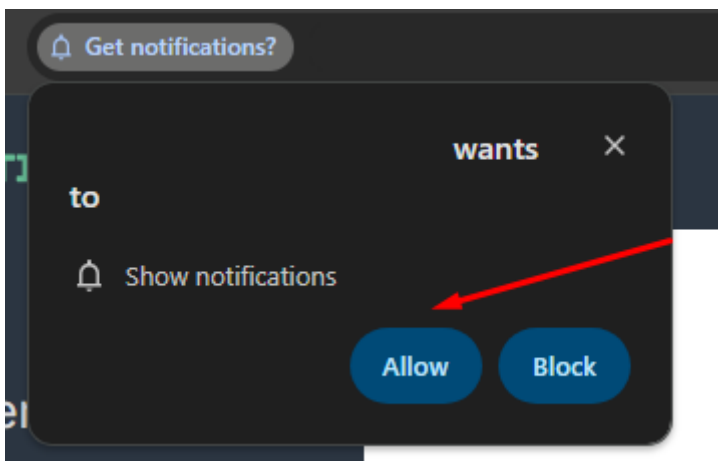 Get notifications?
wants
to
Show notifications
Allow
Block